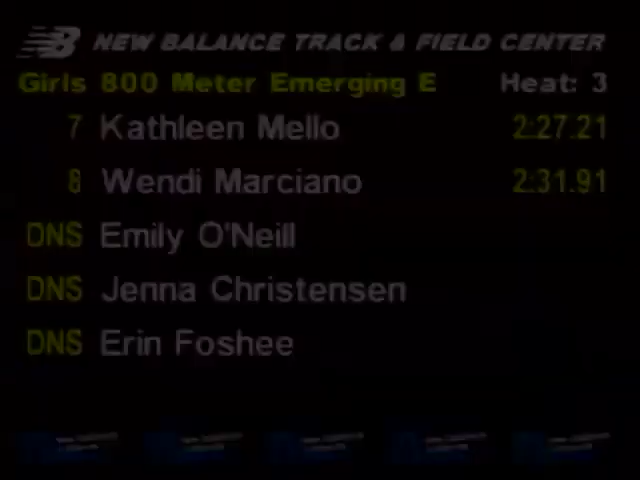 NB NEW BALANCE TRACK & FIELD CENTER
Girls 800 Meter Emerging E Heat: 3
7 Kathleen Mello 2:27.21
8 Wendi Marciano 2:31.91
DNS Emily O'Neill
DNS Jenna Christensen
DNS Erin Foshee